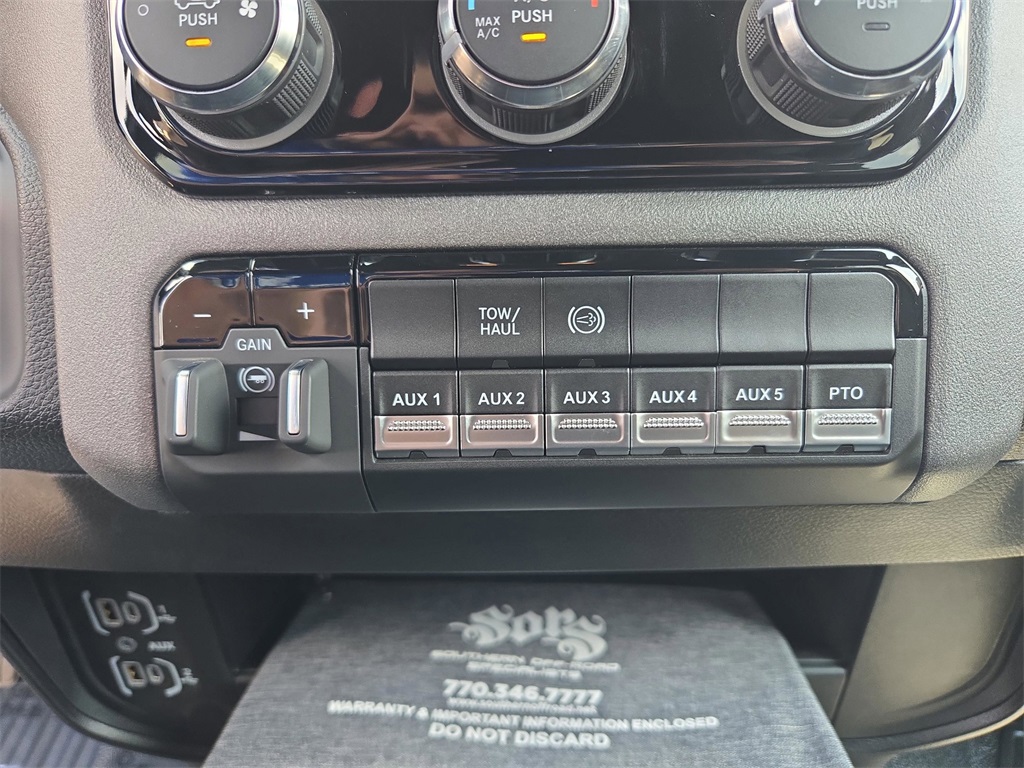 PUSH
MAX A/C
PUSH
PUSH
- +
GAIN
TOW/
HAUL
AUX 1 AUX 2 AUX 3 AUX 4 AUX 5 PTO
AUX
SORS
SOUTHERN OFF-ROAD
SPECIALISTS
770.346.7777
WARRANTY & IMPORTANT INFORMATION ENCLOSED
DO NOT DISCARD